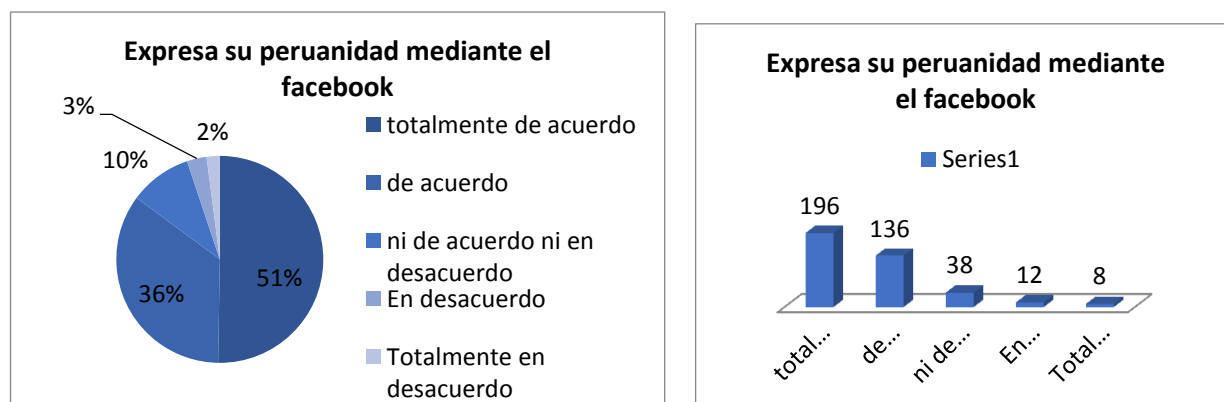 Expresa su peruanidad mediante el
facebook
3%
2%
10%
36%
51%
totalmente de acuerdo
de acuerdo
ni de acuerdo ni en
desacuerdo
En desacuerdo
Totalmente en
desacuerdo
Expresa su peruanidad mediante
el facebook
Series1
196
136
38
12
8
total...
de...
ni de...
En...
Total...